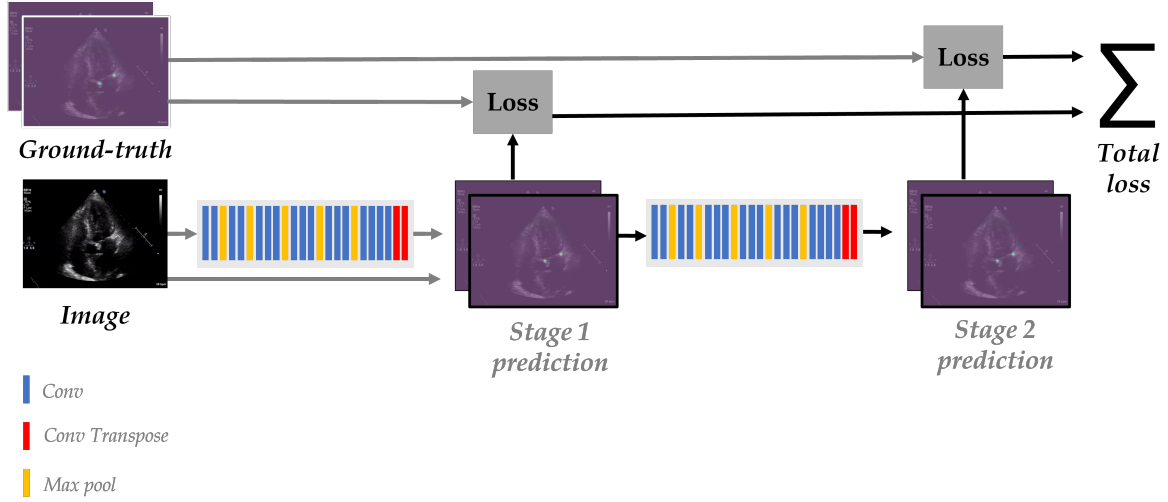 Loss
Loss
Ground-truth
Total
loss
Image
Stage 1
prediction
Stage 2
prediction
Conv
Conv Transpose
Max pool